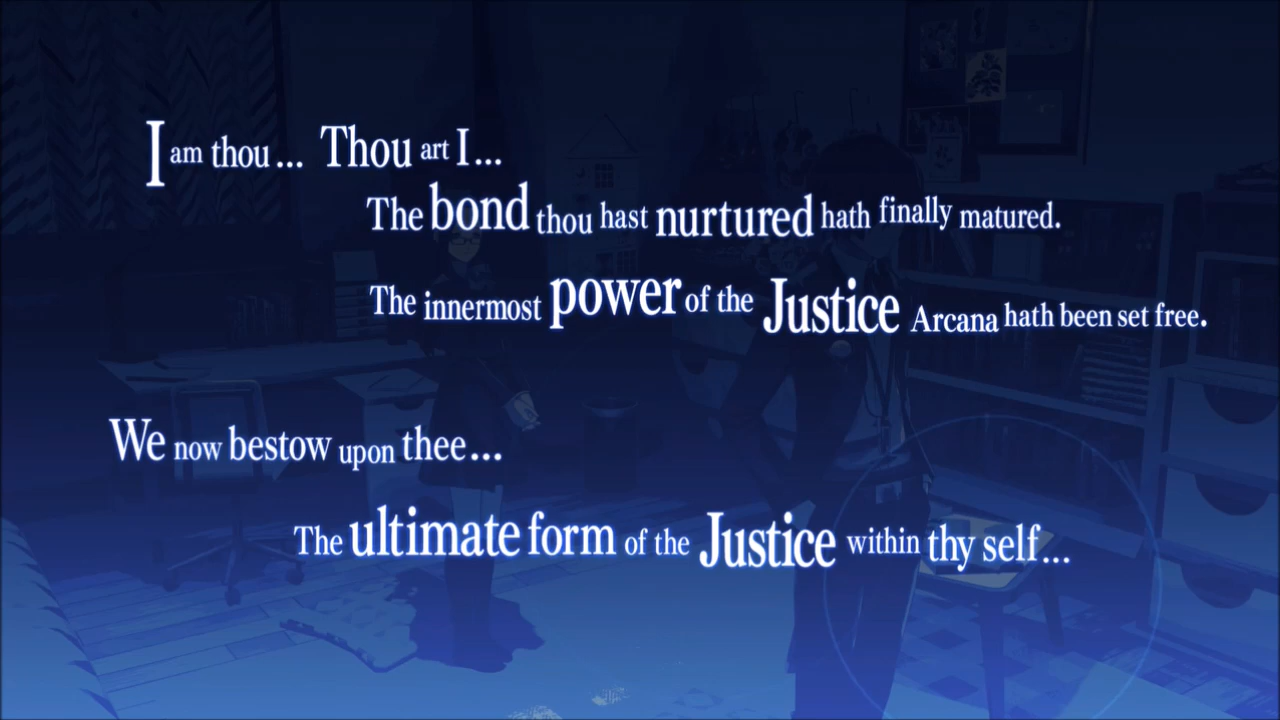 I am thou... Thou art I...
The bond thou hast nurtured hath finally matured.
The innermost power of the Justice Arcana hath been set free.
We now bestow upon thee...
The ultimate form of the Justice within thy self...